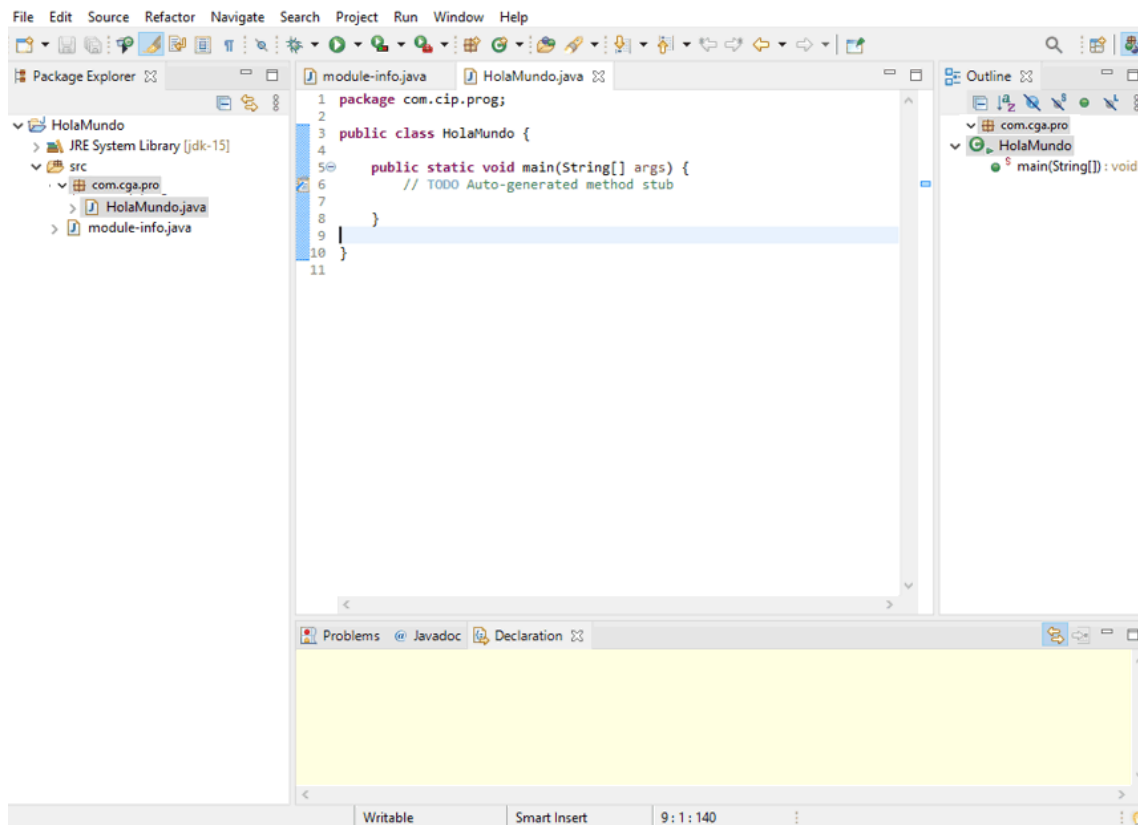 File Edit Source Refactor Navigate Search Project Run Window Help
Package Explorer
HolaMundo
JRE System Library [jdk-15]
src
com.cga.pro
HolaMundo.java
module-info.java
module-info.java HolaMundo.java
1 package com.cip.prog;
2
3 public class HolaMundo {
4
5 public static void main(String[] args) {
6 // TODO Auto-generated method stub
7
8 }
9
10 }
11
Outline
com.cga.pro
HolaMundo
S main(String[]) : void
Problems @ Javadoc Declaration
Writable Smart Insert 9 : 1 : 140